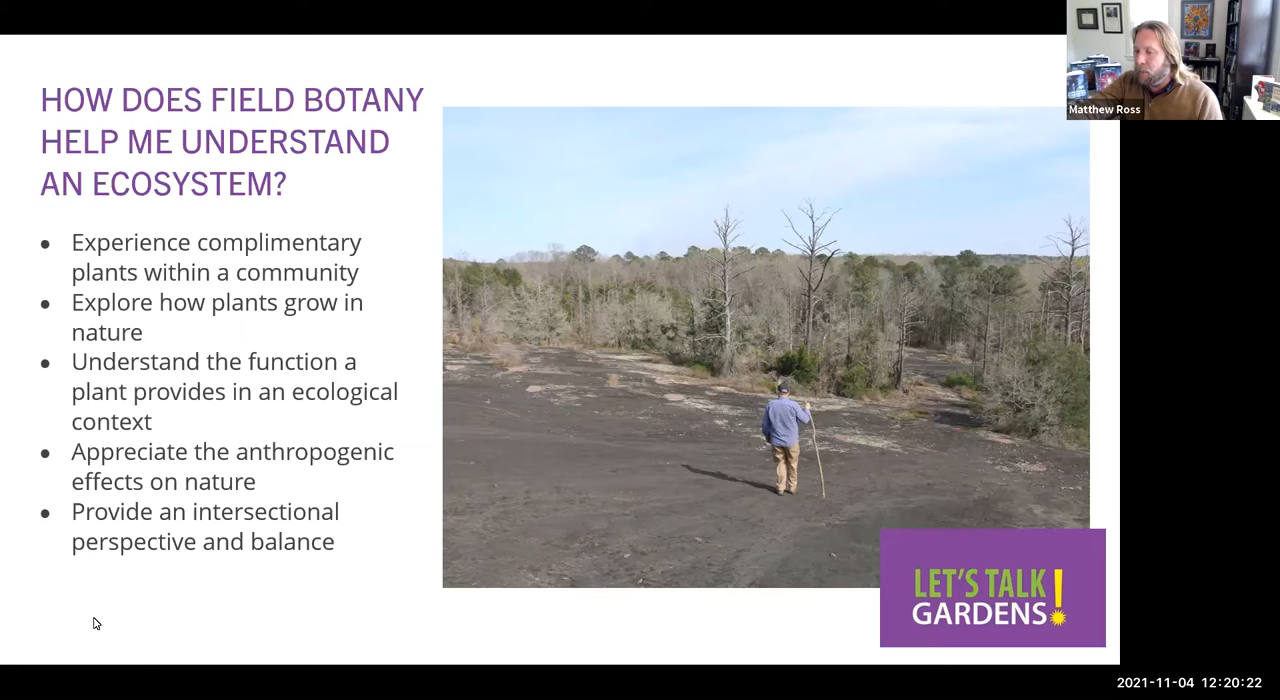 HOW DOES FIELD BOTANY
HELP ME UNDERSTAND
AN ECOSYSTEM?
• Experience complimentary
plants within a community
• Explore how plants grow in
nature
• Understand the function a
plant provides in an ecological
context
• Appreciate the anthropogenic
effects on nature
• Provide an intersectional
perspective and balance
LET'S TALK
GARDENS!
Matthew Ross
2021-11-04 12:20:22